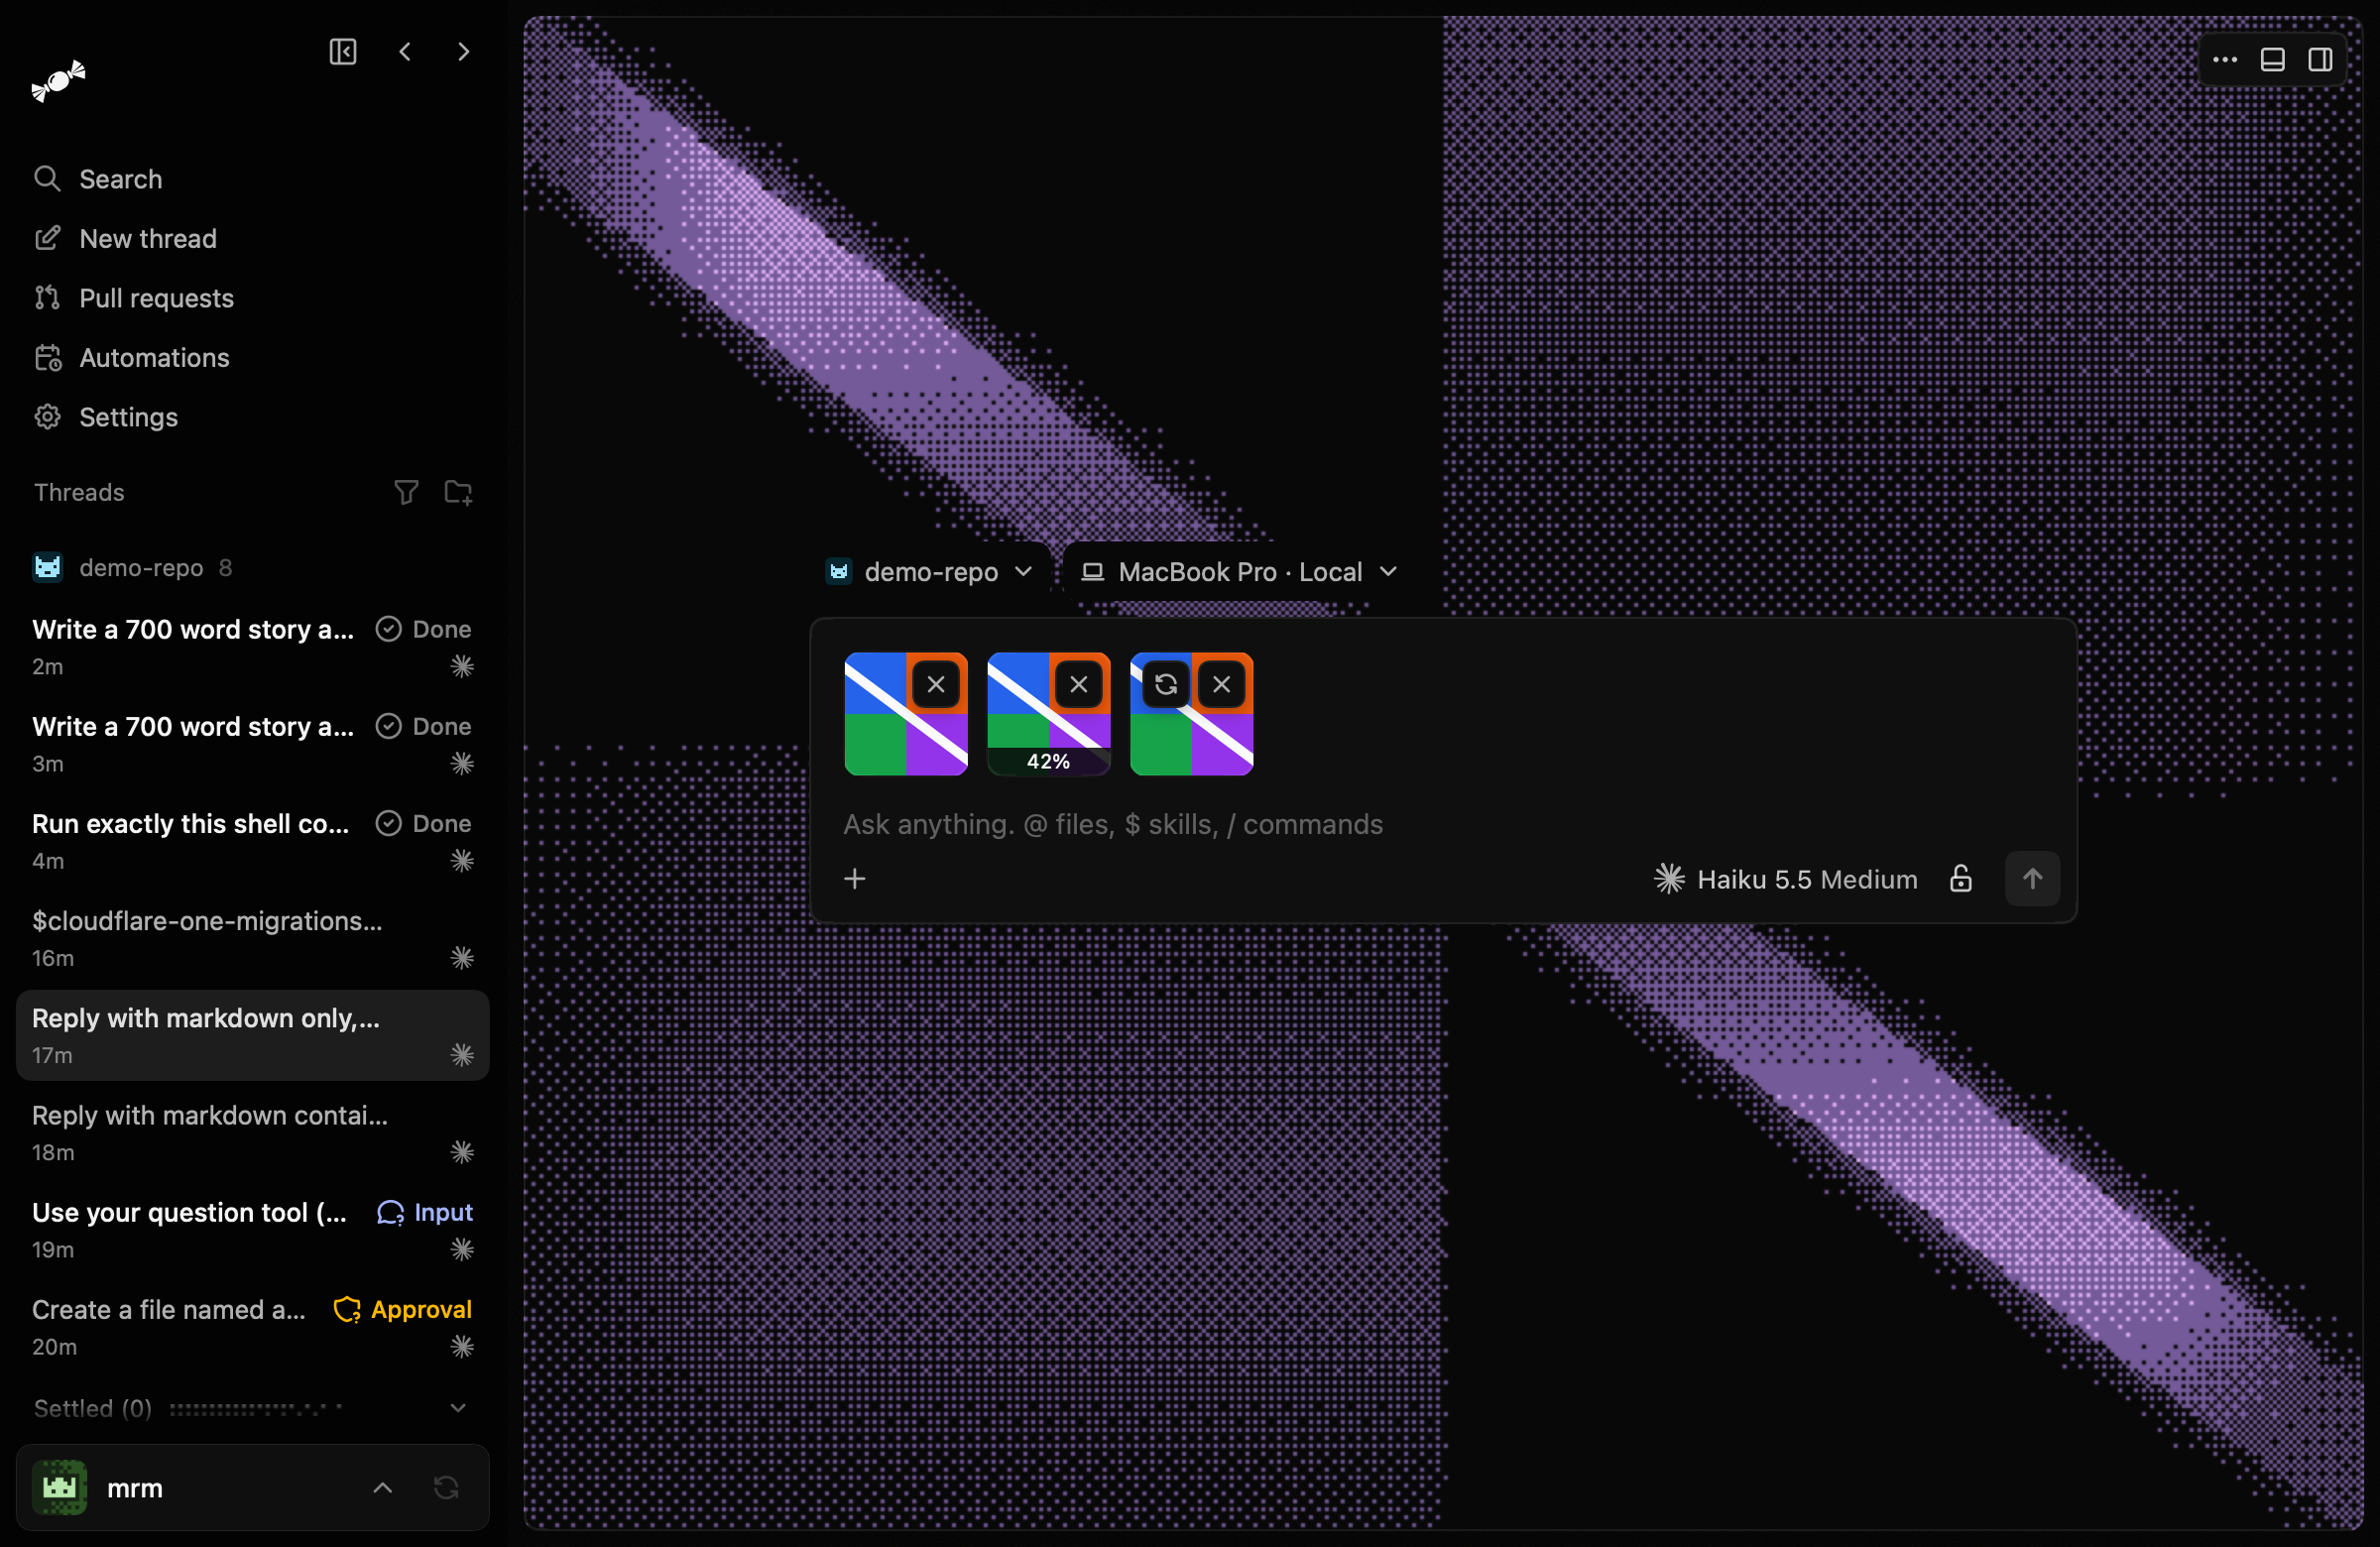 Search
New thread
Pull requests
Automations
Settings
Threads
demo-repo 8
Write a 700 word story a... Done
2m
Write a 700 word story a... Done
3m
Run exactly this shell co... Done
4m
$cloudflare-one-migrations...
16m
Reply with markdown only,...
17m
Reply with markdown contai...
18m
Use your question tool (... Input
19m
Create a file named a... Approval
20m
Settled (0)
mrm
demo-repo MacBook Pro · Local
42%
Ask anything. @ files, $ skills, / commands
Haiku 5.5 Medium